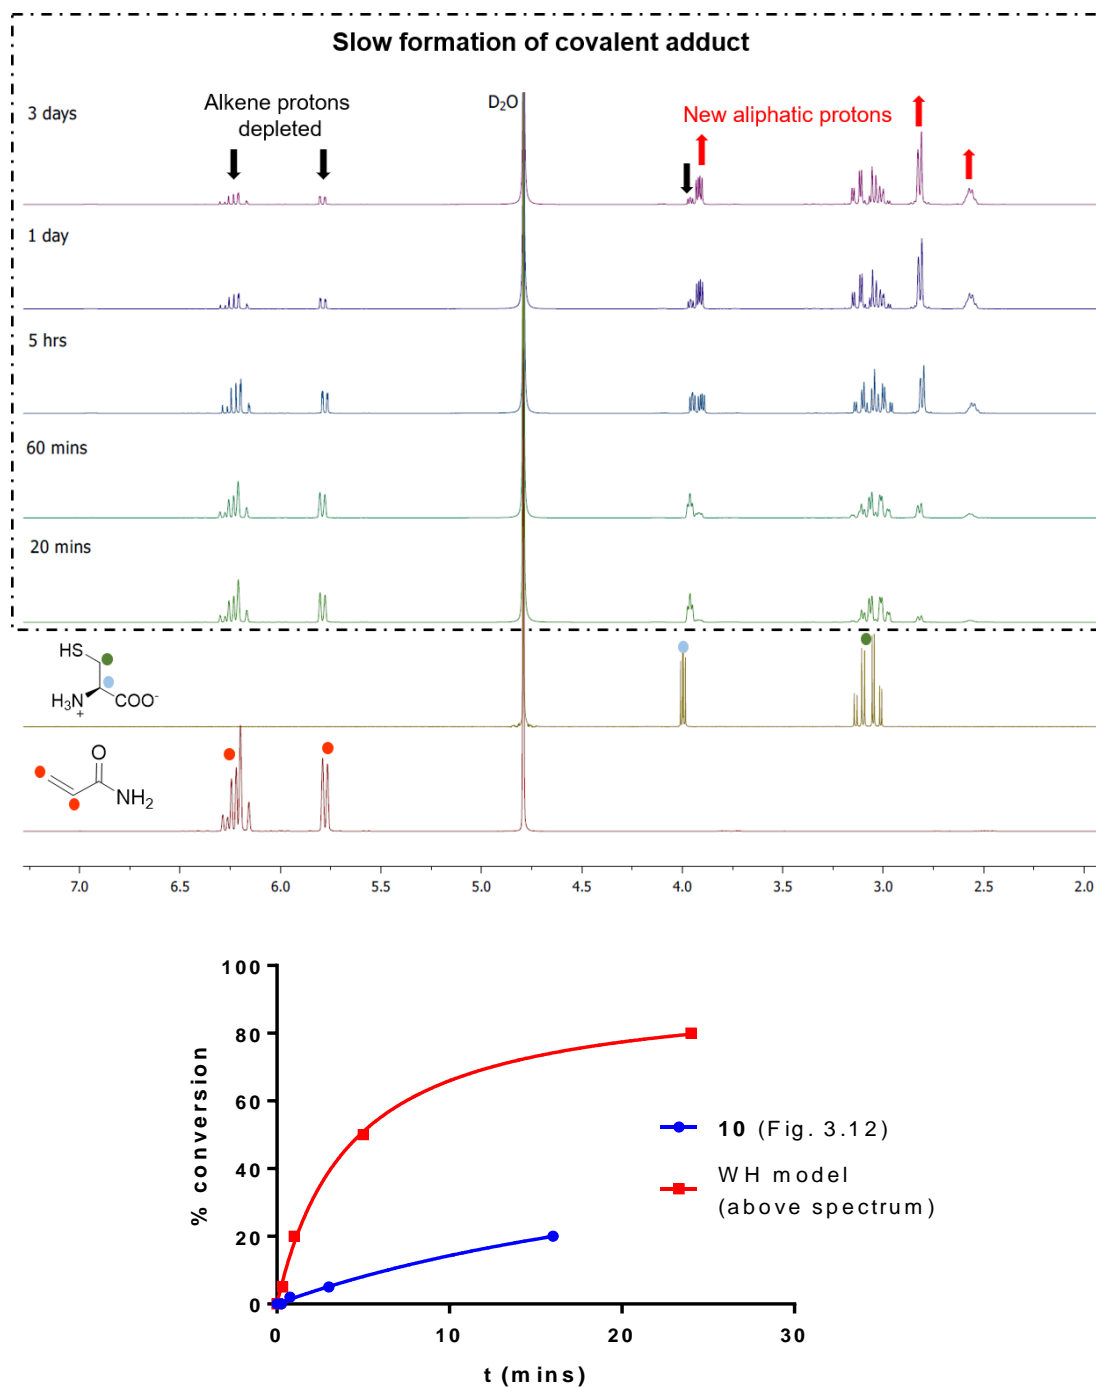 Slow formation of covalent adduct
3 days
Alkene protons
depleted
D2O
New aliphatic protons
1 day
5 hrs
60 mins
20 mins
HS
H3N
+
COO-
O
NH2
7.0 6.5 6.0 5.5 5.0 4.5 4.0 3.5 3.0 2.5 2.0
100
80
60
40
20
0
% conversion
10 (Fig. 3.12)
WH model
(above spectrum)
0 10 20 30
t (mins)